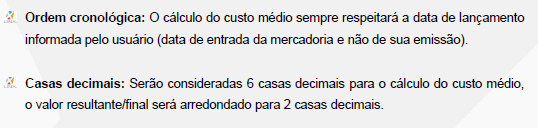 Ordem cronológica: O cálculo do custo médio sempre respeitará a data de lançamento
informada pelo usuário (data de entrada da mercadoria e não de sua emissão).
Casas decimais: Serão consideradas 6 casas decimais para o cálculo do custo médio,
o valor resultante/final será arredondado para 2 casas decimais.